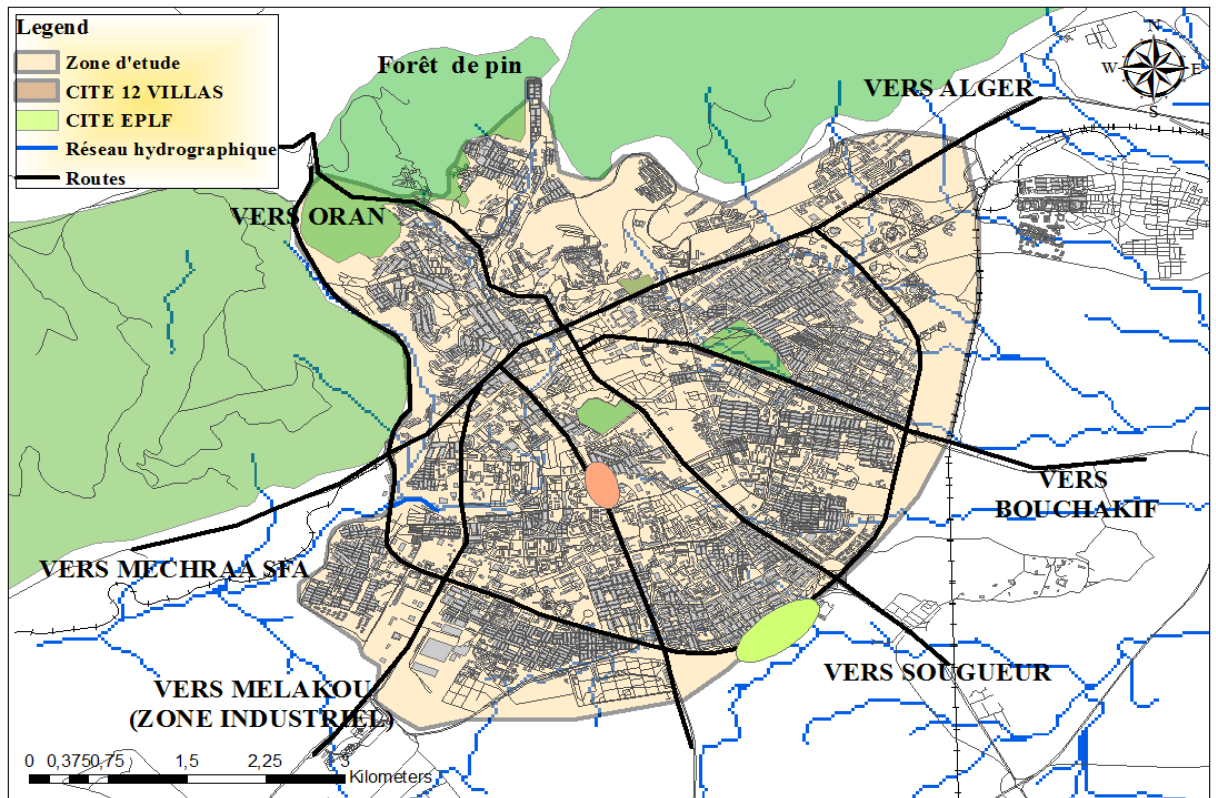 Legend
Zone d'etude
CITE 12 VILLAS
CITE EPLF
Réseau hydrographique
Routes
Forêt de pin
N
W
E
S
VERS ALGER
VERS ORAN
VERS
BOUCHAKIF
VERS MECHRAA SFA
VERS SOUGUEUR
VERS MELAKOU
(ZONE INDUSTRIEL)
0 0,3750,75 1,5 2,25 3
Kilometers